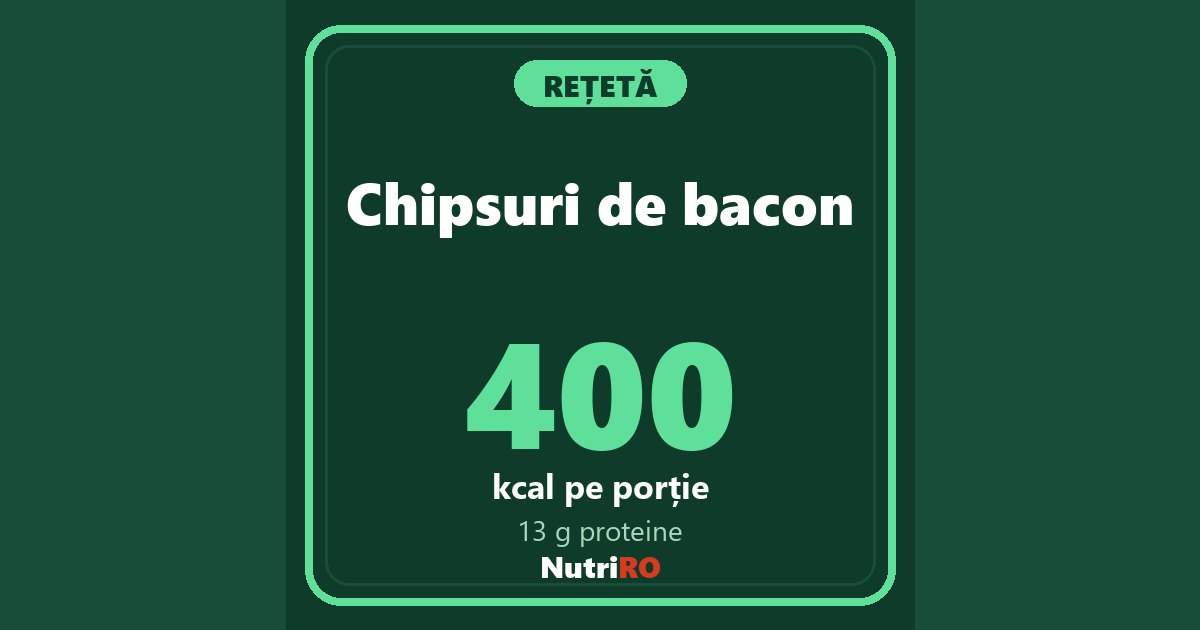 REȚETĂ
Chipsuri de bacon
400
kcal pe porție
13 g proteine
NutriRO